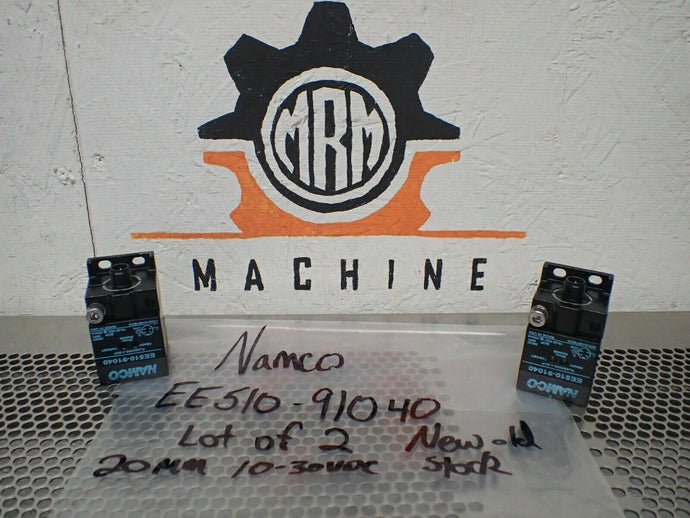 MRM
MACHINE
Namco
EE510-91040
Lot of 2 New old
20mm 10-30VDC Stock
NAMCO
EE510-91040
NAMCO
EE510-91040